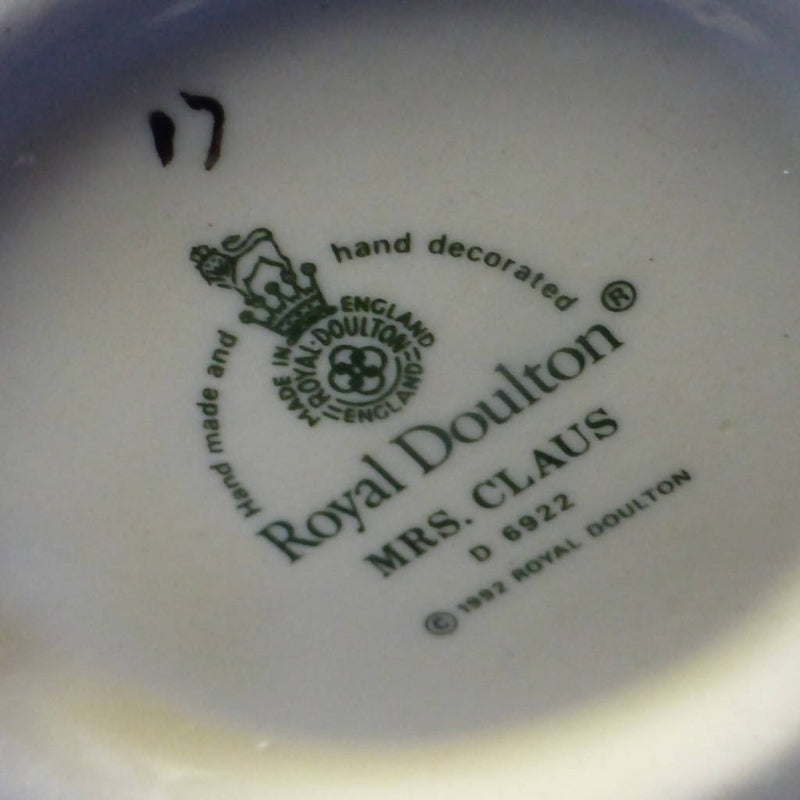 17
Hand made and hand decorated
MADE IN ENGLAND
ROYAL·DOULTON
ENGLAND
Royal Doulton ®
MRS. CLAUS
D 6922
© 1992 ROYAL DOULTON